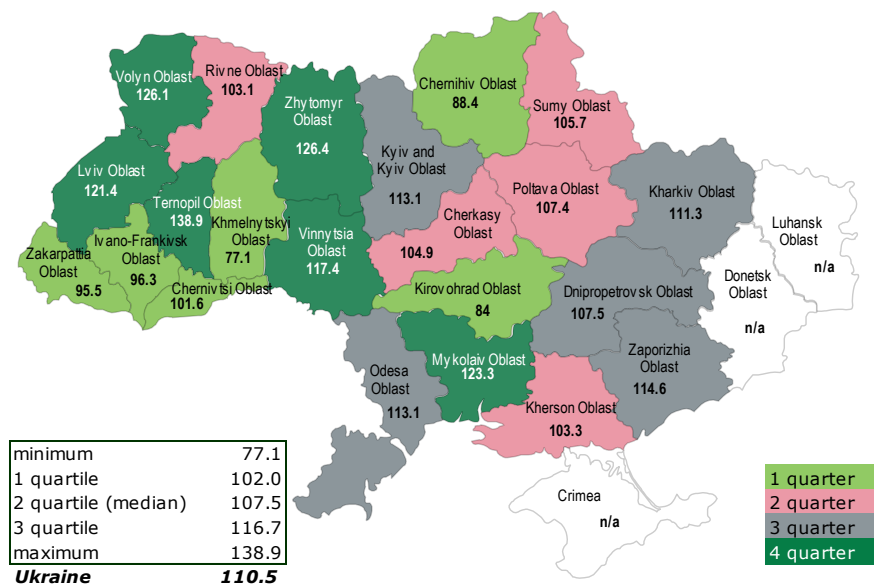 Volyn Oblast
126.1
Rivne Oblast
103.1
Zhytomyr
Oblast
126.4
Kyiv and
Kyiv Oblast
113.1
Chernihiv Oblast
88.4
Sumy Oblast
105.7
Lviv Oblast
121.4
Ternopil Oblast
138.9
Khmelnytskyi
Oblast
77.1
Vinnytsia
Oblast
117.4
Cherkasy
Oblast
104.9
Poltava Oblast
107.4
Kharkiv Oblast
111.3
Luhansk
Oblast
n/a
Zakarpattia
Oblast
95.5
Ivano-Frankivsk
Oblast
96.3
Chernivtsi Oblast
101.6
Kirovohrad Oblast
84
Dnipropetrovsk Oblast
107.5
Donetsk
Oblast
n/a
Odesa
Oblast
113.1
Mykolaiv Oblast
123.3
Zaporizhia
Oblast
114.6
Kherson Oblast
103.3
Crimea
n/a
minimum 77.1
1 quartile 102.0
2 quartile (median) 107.5
3 quartile 116.7
maximum 138.9
Ukraine 110.5
1 quarter
2 quarter
3 quarter
4 quarter